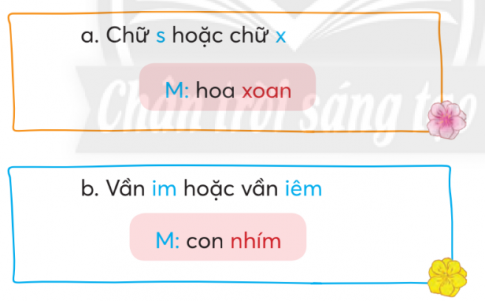 a. Chữ s hoặc chữ x
M: hoa xoan
Chân trời sáng tạo
b. Vần im hoặc vần iêm
M: con nhím